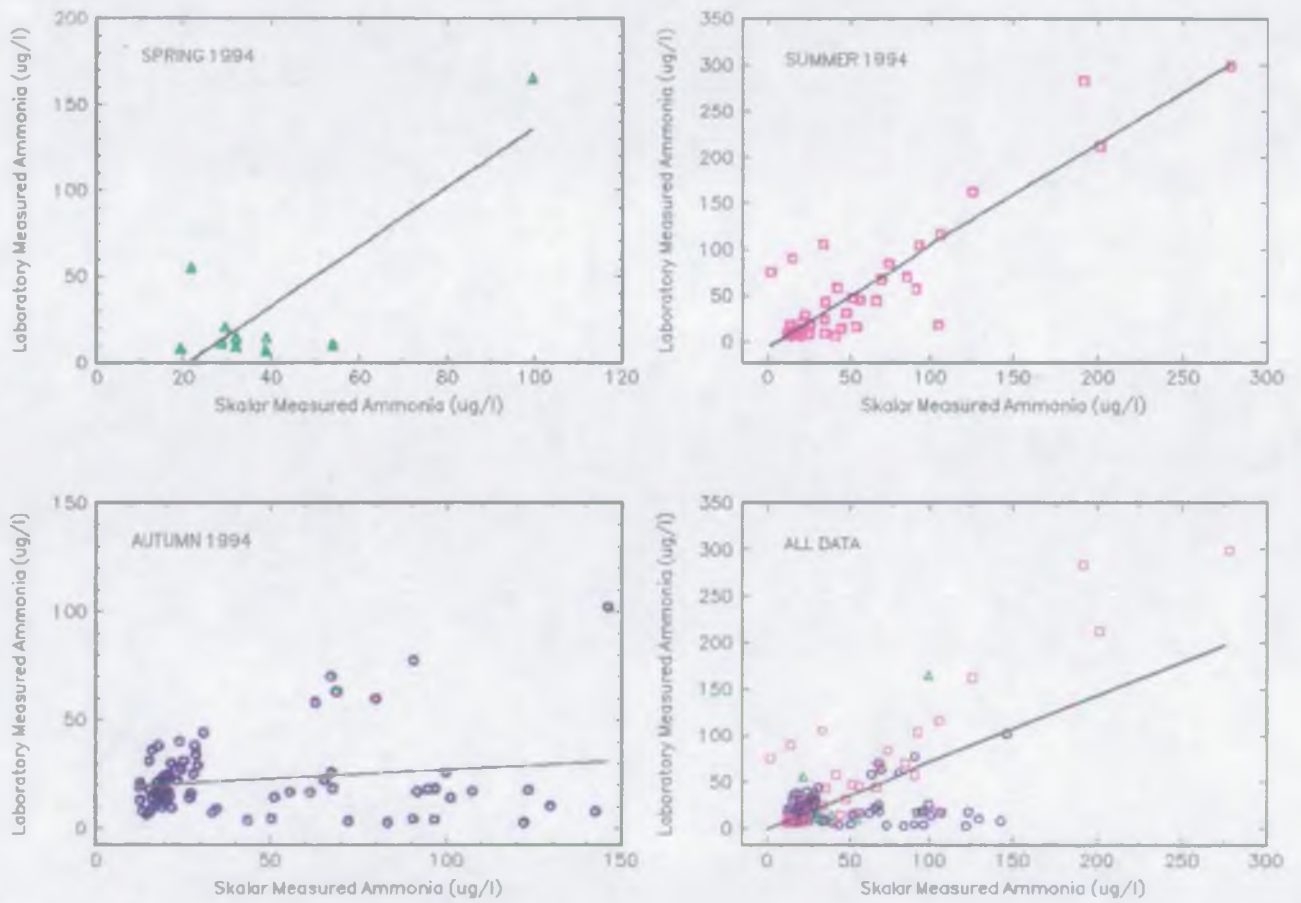 200
150
100
50
0
Laboratory Measured Ammonia (ug/l)
SPRING 1994
0 20 40 60 80 100 120
Skalar Measured Ammonia (ug/l)
350
300
250
200
150
100
50
0
Laboratory Measured Ammonia (ug/l)
SUMMER 1994
0 50 100 150 200 250 300
Skalar Measured Ammonia (ug/l)
150
100
50
0
Laboratory Measured Ammonia (ug/l)
AUTUMN 1994
0 50 100 150
Skalar Measured Ammonia (ug/l)
350
300
250
200
150
100
50
0
Laboratory Measured Ammonia (ug/l)
ALL DATA
0 50 100 150 200 250 300
Skalar Measured Ammonia (ug/l)